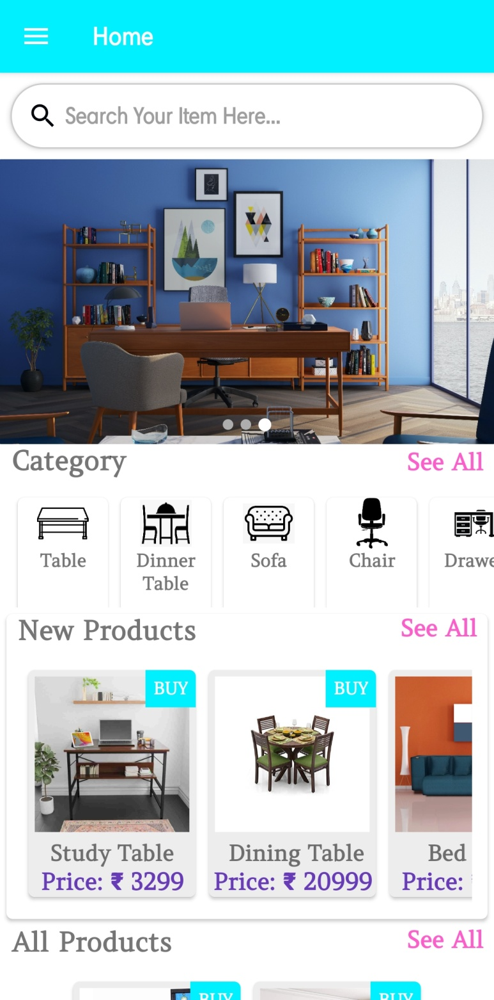 Home
Search Your Item Here...
Category
See All
Table
Dinner
Table
Sofa
Chair
Drawe
New Products
See All
BUY
BUY
Study Table
Dining Table
Bed
Price: ₹ 3299
Price: ₹ 20999
Price:
All Products
See All
BUY
BUY